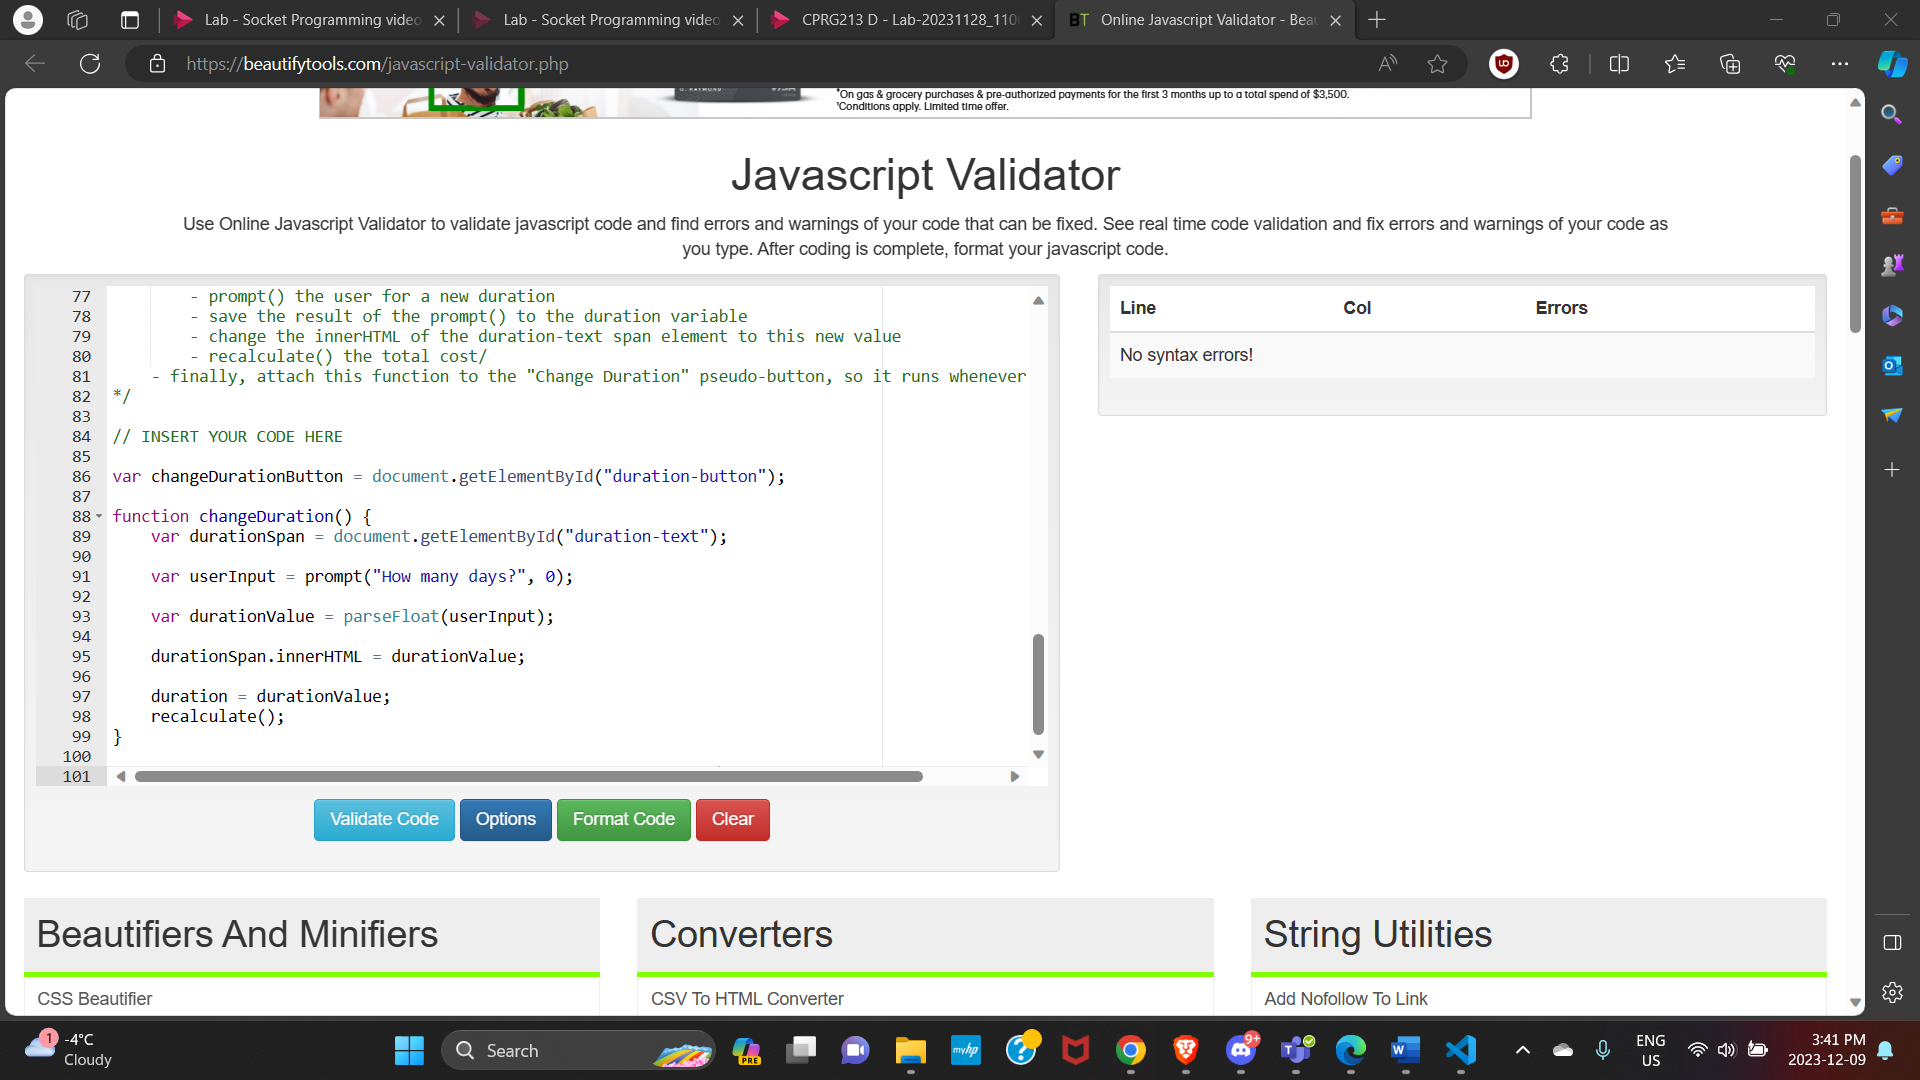 Lab - Socket Programming video
Lab - Socket Programming video
CPRG213 D - Lab-20231128_110
Online Javascript Validator - Beau
https://beautifytools.com/javascript-validator.php
*On gas & grocery purchases & pre-authorized payments for the first 3 months up to a total spend of $3,500.
†Conditions apply. Limited time offer.
Javascript Validator
Use Online Javascript Validator to validate javascript code and find errors and warnings of your code that can be fixed. See real time code validation and fix errors and warnings of your code as
you type. After coding is complete, format your javascript code.
77 - prompt() the user for a new duration
78 - save the result of the prompt() to the duration variable
79 - change the innerHTML of the duration-text span element to this new value
80 - recalculate() the total cost/
81 - finally, attach this function to the "Change Duration" pseudo-button, so it runs whenever
82 */
83
84 // INSERT YOUR CODE HERE
85
86 var changeDurationButton = document.getElementById("duration-button");
87
88 function changeDuration() {
89 var durationSpan = document.getElementById("duration-text");
90
91 var userInput = prompt("How many days?", 0);
92
93 var durationValue = parseFloat(userInput);
94
95 durationSpan.innerHTML = durationValue;
96
97 duration = durationValue;
98 recalculate();
99 }
100
101
Line Col Errors
No syntax errors!
Validate Code Options Format Code Clear
Beautifiers And Minifiers
CSS Beautifier
Converters
CSV To HTML Converter
String Utilities
Add Nofollow To Link
1
-4°C
Cloudy
Search
PRE
myhp
9+
ENG
US
3:41 PM
2023-12-09